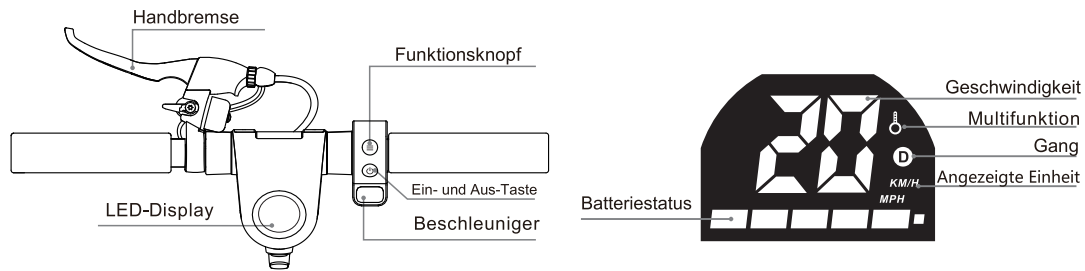 Handbremse
Funktionsknopf
Ein- und Aus-Taste
LED-Display
Beschleuniger
20
Geschwindigkeit
Multifunktion
D
Gang
KM/H
Angezeigte Einheit
MPH
Batteriestatus